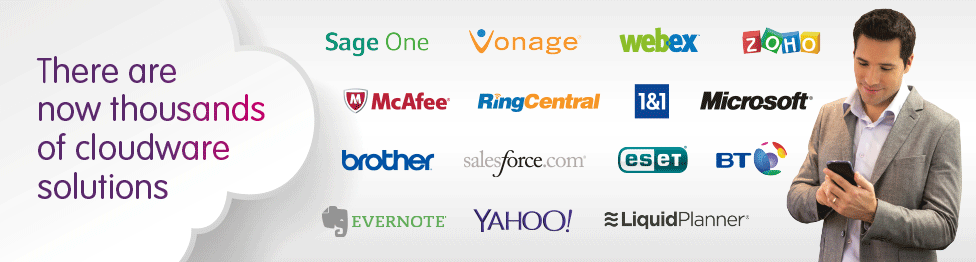 There are
now thousands
of cloudware
solutions
Sage One
Vonage®
webex™
ZOHO
M McAfee®
RingCentral
1&1
Microsoft®
brother
salesforce.com®
eseT
BT
EVERNOTE
YAHOO!
LiquidPlanner®